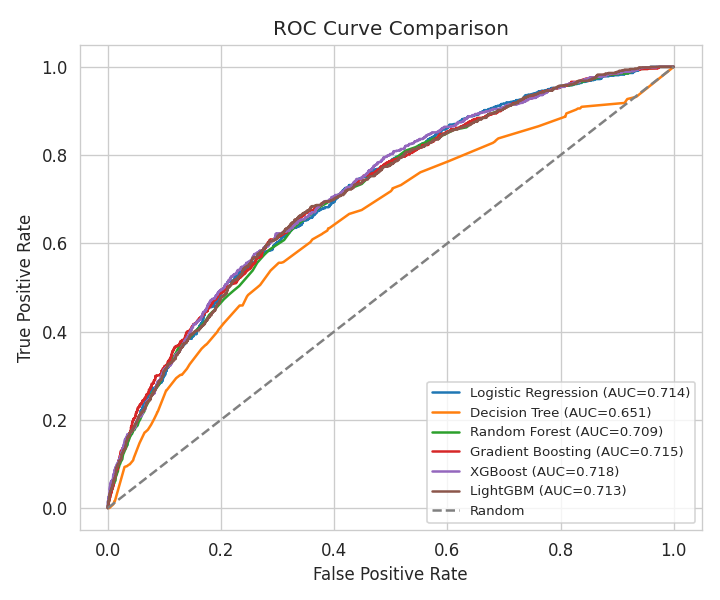 ROC Curve Comparison
1.0
0.8
0.6
0.4
0.2
0.0
True Positive Rate
Logistic Regression (AUC=0.714)
Decision Tree (AUC=0.651)
Random Forest (AUC=0.709)
Gradient Boosting (AUC=0.715)
XGBoost (AUC=0.718)
LightGBM (AUC=0.713)
Random
0.0 0.2 0.4 0.6 0.8 1.0
False Positive Rate